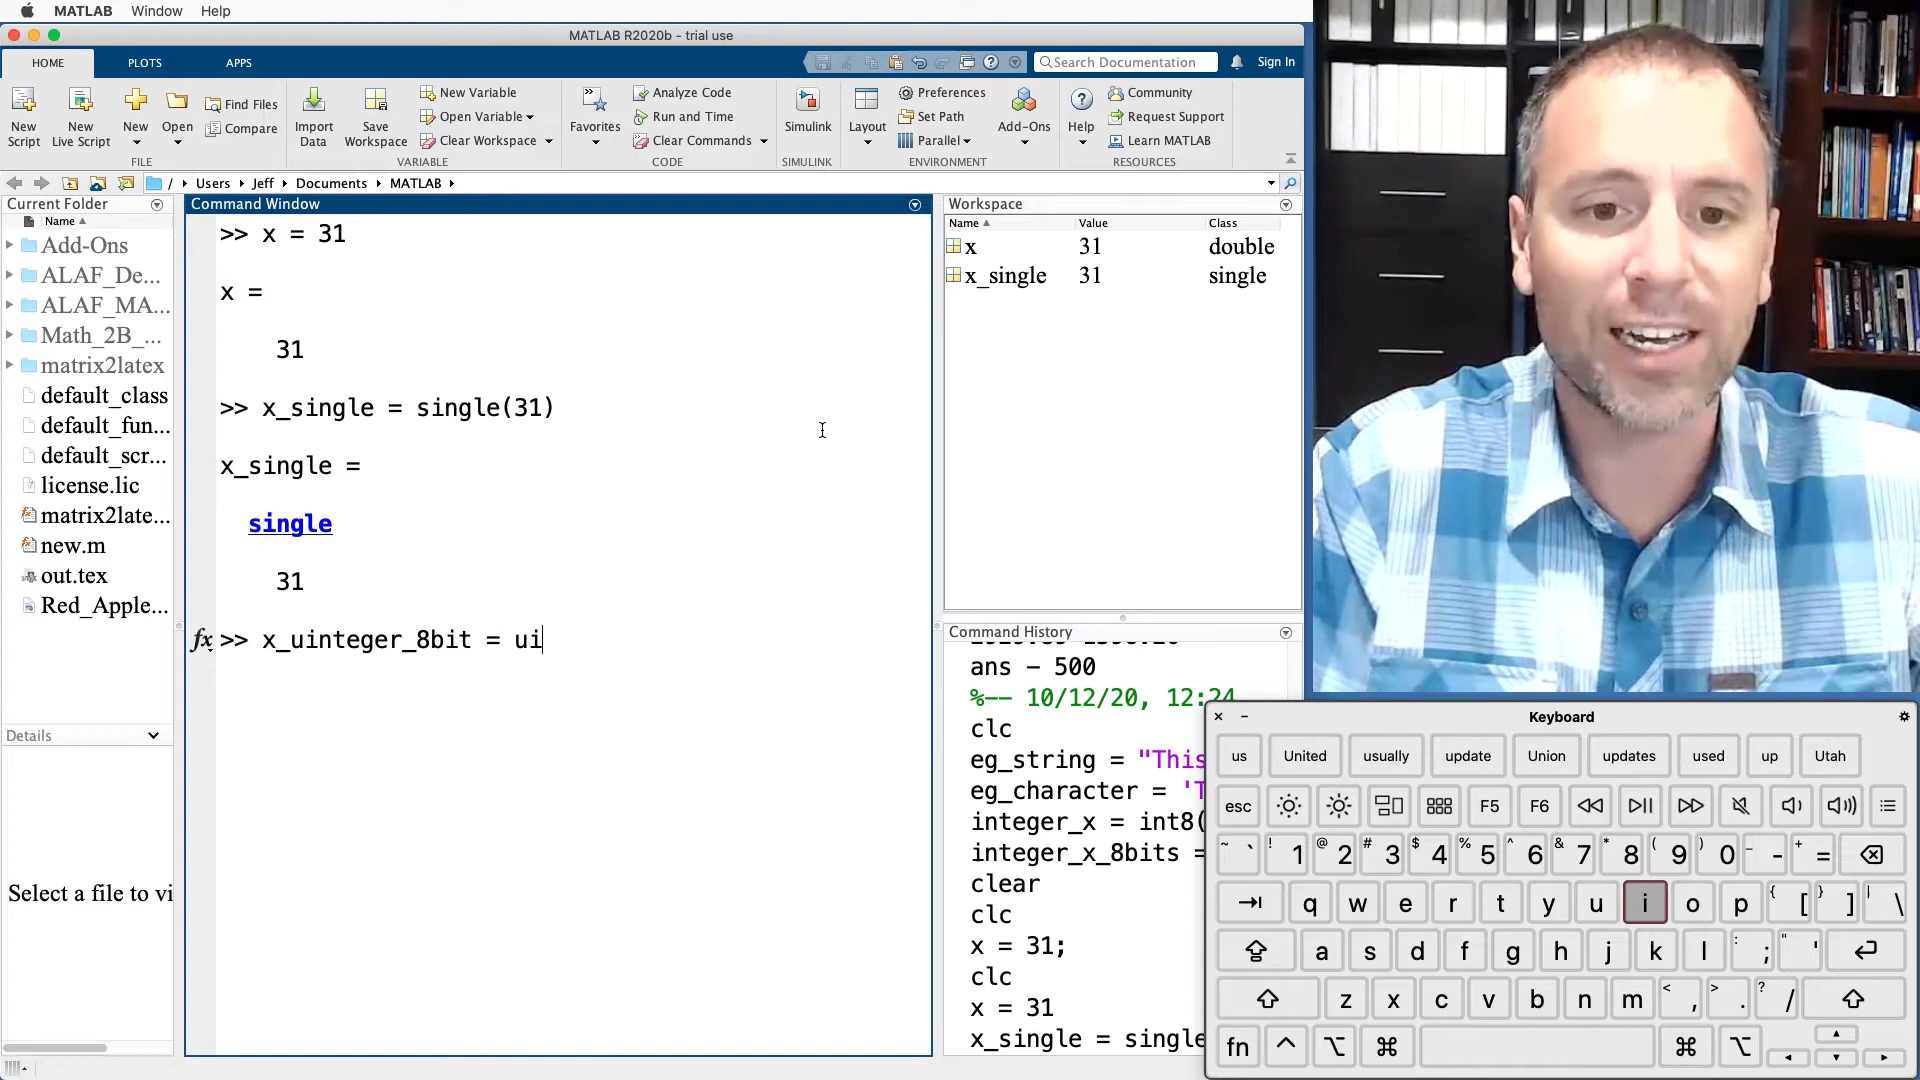 MATLAB Window Help
MATLAB R2020b - trial use
HOME PLOTS APPS
Search Documentation Sign In
New Script
New Live Script
New
Open
Find Files
Compare
FILE
Import Data
Save Workspace
New Variable
Open Variable
Clear Workspace
VARIABLE
Favorites
Analyze Code
Run and Time
Clear Commands
CODE
Simulink
SIMULINK
Layout
Preferences
Set Path
Parallel
Add-Ons
ENVIRONMENT
Help
Community
Request Support
Learn MATLAB
RESOURCES
/ Users Jeff Documents MATLAB
Current Folder
Name
Add-Ons
ALAF_De...
ALAF_MA...
Math_2B_...
matrix2latex
default_class
default_fun...
default_scr...
license.lic
matrix2late...
new.m
out.tex
Red_Apple...
Details
Select a file to vi
Command Window
>> x = 31
x =
31
>> x_single = single(31)
x_single =
single
31
fx >> x_uinteger_8bit = ui
Workspace
Name Value Class
x 31 double
x_single 31 single
Command History
ans - 500
%-- 10/12/20, 12:24
clc
eg_string = "This
eg_character = 'T
integer_x = int8(
integer_x_8bits =
clear
clc
x = 31;
clc
x = 31
x_single = single
Keyboard
us United usually update Union updates used up Utah
esc F5 F6
~ ` ! 1 @ 2 # 3 $ 4 % 5 ^ 6 & 7 * 8 ( 9 ) 0 _ - + =
q w e r t y u i o p { [ } ] | \
a s d f g h j k l : ; " '
z x c v b n m < , > . ? /
fn ^ ⌥ ⌘ ⌘ ⌥